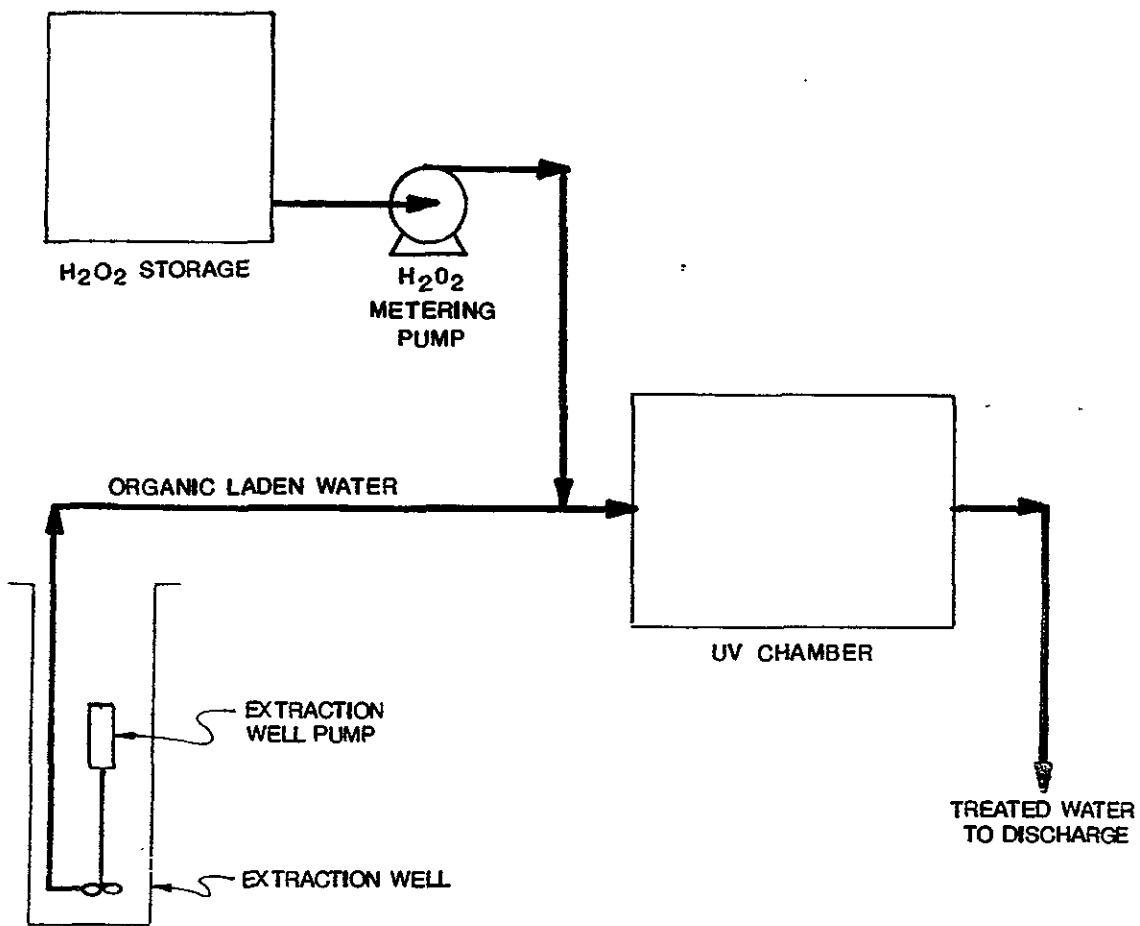 H₂O₂ STORAGE
H₂O₂
METERING
PUMP
ORGANIC LADEN WATER
UV CHAMBER
EXTRACTION
WELL PUMP
TREATED WATER
TO DISCHARGE
EXTRACTION WELL